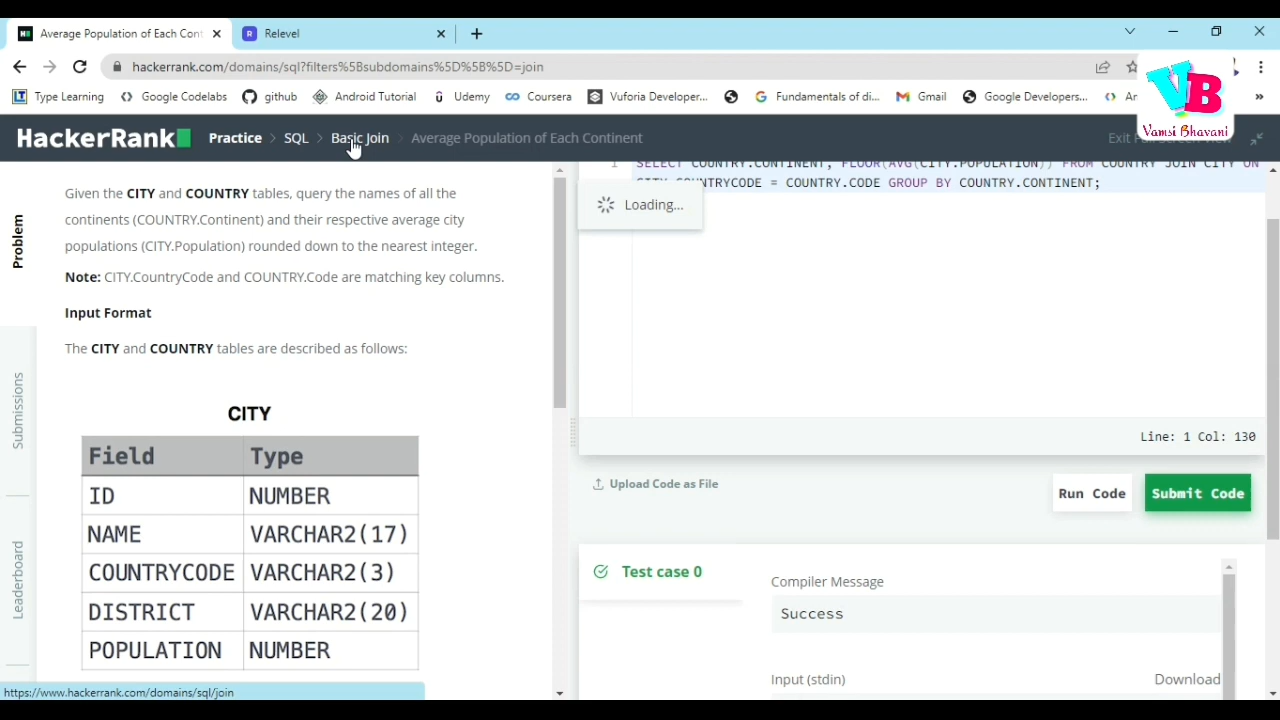 Average Population of Each Cont
Relevel
hackerrank.com/domains/sql?filters%5Bsubdomains%5D%5B%5D=join
Type Learning
Google Codelabs
github
Android Tutorial
Udemy
Coursera
Vuforia Developer...
Fundamentals of di...
Gmail
Google Developers...
Ar
»
VB
Vamsi Bhavani
HackerRank
Practice > SQL > Basic Join > Average Population of Each Continent
Exit Full Screen View
Problem
Submissions
Leaderboard
Given the CITY and COUNTRY tables, query the names of all the
continents (COUNTRY.Continent) and their respective average city
populations (CITY.Population) rounded down to the nearest integer.
Note: CITY.CountryCode and COUNTRY.Code are matching key columns.
Input Format
The CITY and COUNTRY tables are described as follows:
CITY
Field Type
ID NUMBER
NAME VARCHAR2(17)
COUNTRYCODE VARCHAR2(3)
DISTRICT VARCHAR2(20)
POPULATION NUMBER
https://www.hackerrank.com/domains/sql/join
1 SELECT COUNTRY.CONTINENT, FLOOR(AVG(CITY.POPULATION)) FROM COUNTRY JOIN CITY ON
CITY.COUNTRYCODE = COUNTRY.CODE GROUP BY COUNTRY.CONTINENT;
Loading...
Line: 1 Col: 130
Upload Code as File
Run Code
Submit Code
Test case 0
Compiler Message
Success
Input (stdin)
Download